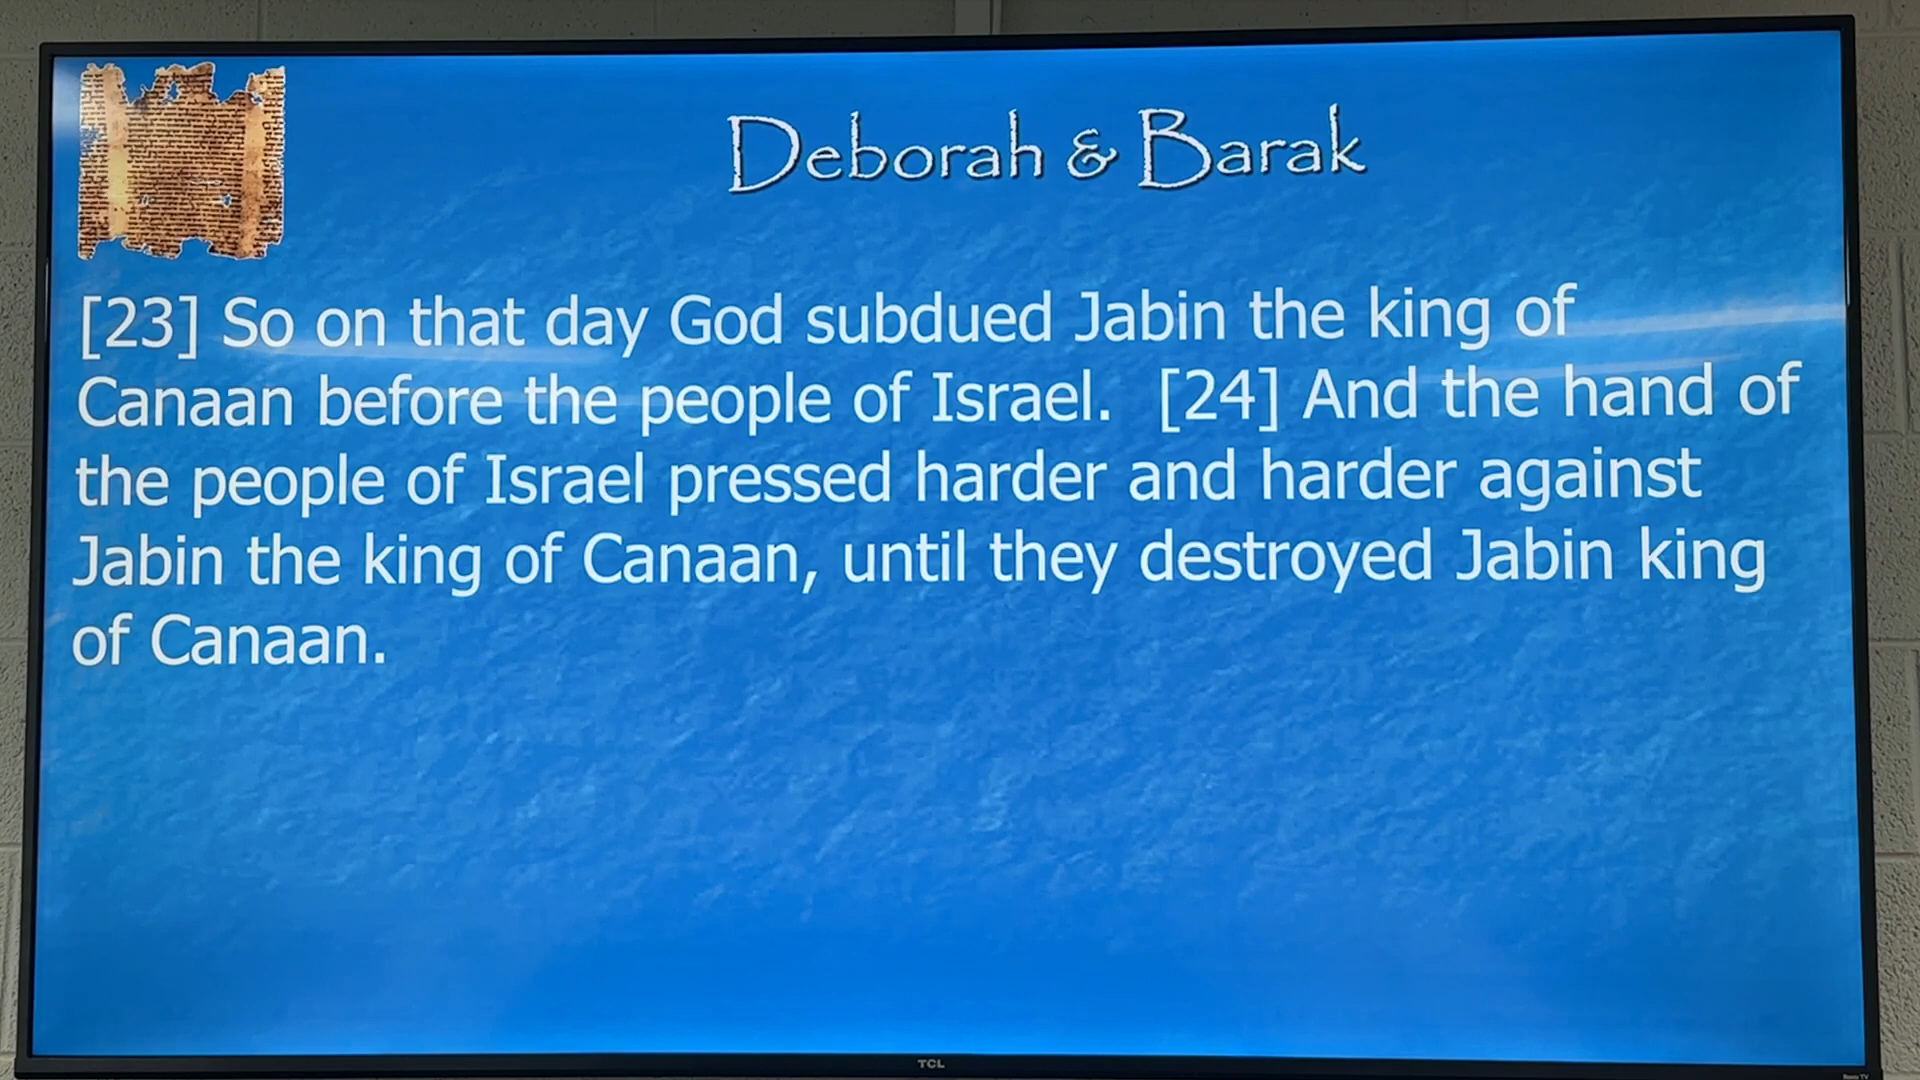 Deborah & Barak
[23] So on that day God subdued Jabin the king of
Canaan before the people of Israel.  [24] And the hand of
the people of Israel pressed harder and harder against
Jabin the king of Canaan, until they destroyed Jabin king
of Canaan.
TCL
Roku TV